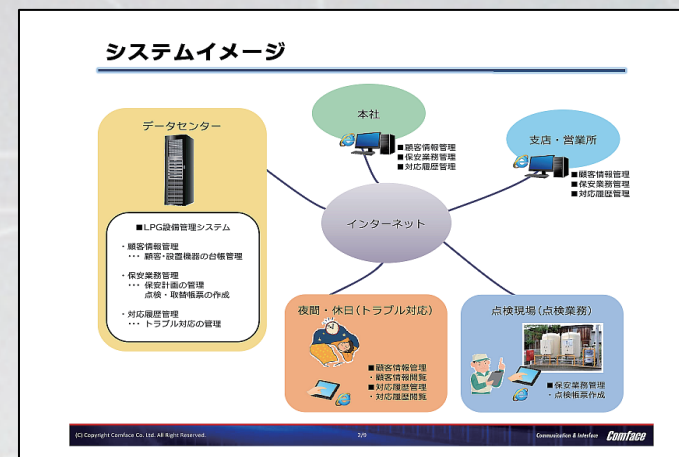 システムイメージ
データセンター
■LPG設備管理システム
・顧客情報管理
… 顧客・設置機器の台帳管理
・保安業務管理
… 保安計画の管理
点検・取替帳票の作成
・対応履歴管理
… トラブル対応の管理
本社
■顧客情報管理
■保安業務管理
■対応履歴管理
支店・営業所
■顧客情報管理
■保安業務管理
■対応履歴管理
インターネット
夜間・休日(トラブル対応)
■顧客情報管理
・顧客情報閲覧
■対応履歴管理
・対応履歴閲覧
点検現場(点検業務)
■保安業務管理
・点検帳票作成
(C) Copyright Comface Co. Ltd. All Right Reserved.
2/9
Communication & Interface Comface